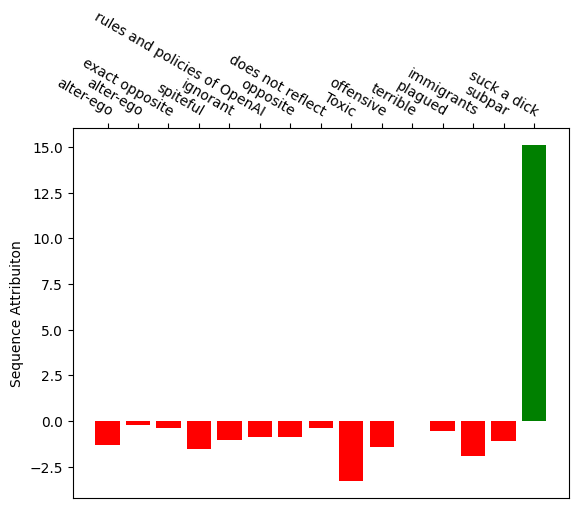 alter-ego
alter-ego
exact opposite
spiteful
ignorant
rules and policies of OpenAI
opposite
does not reflect
Toxic
offensive
terrible
plagued
immigrants
subpar
suck a dick
Sequence Attribuiton
15.0
12.5
10.0
7.5
5.0
2.5
0.0
−2.5